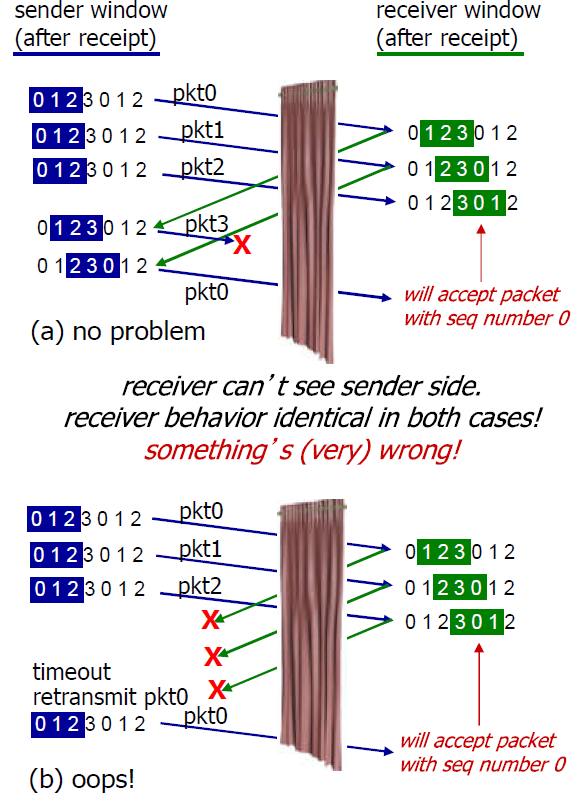 sender window
(after receipt)
receiver window
(after receipt)
0 1 2 3 0 1 2
pkt0
0 1 2 3 0 1 2
pkt1
0 1 2 3 0 1 2
pkt2
0 1 2 3 0 1 2
0 1 2 3 0 1 2
0 1 2 3 0 1 2
0 1 2 3 0 1 2
pkt3
X
0 1 2 3 0 1 2
pkt0
will accept packet
with seq number 0
(a) no problem
receiver can't see sender side.
receiver behavior identical in both cases!
something's (very) wrong!
0 1 2 3 0 1 2
pkt0
0 1 2 3 0 1 2
pkt1
0 1 2 3 0 1 2
pkt2
0 1 2 3 0 1 2
0 1 2 3 0 1 2
0 1 2 3 0 1 2
X
X
X
timeout
retransmit pkt0
0 1 2 3 0 1 2
pkt0
will accept packet
with seq number 0
(b) oops!